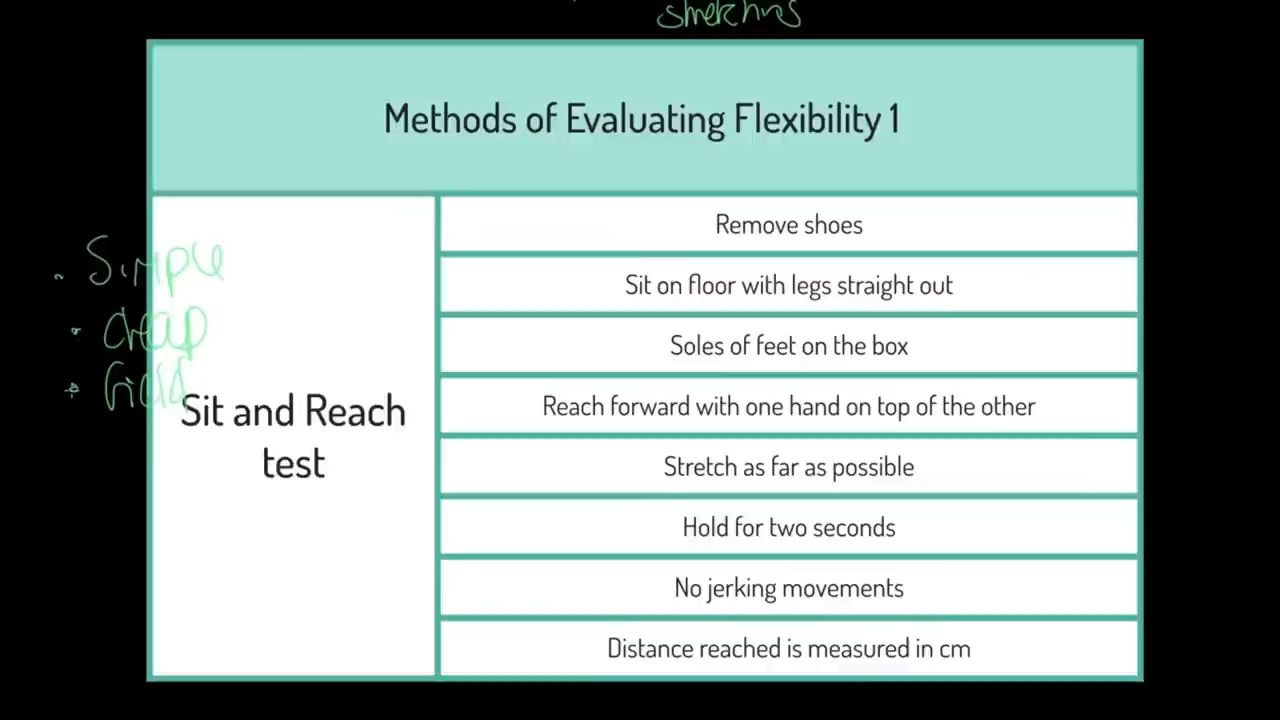 stretching
Methods of Evaluating Flexibility 1
Simple
Cheap
Field
Sit and Reach
test
Remove shoes
Sit on floor with legs straight out
Soles of feet on the box
Reach forward with one hand on top of the other
Stretch as far as possible
Hold for two seconds
No jerking movements
Distance reached is measured in cm